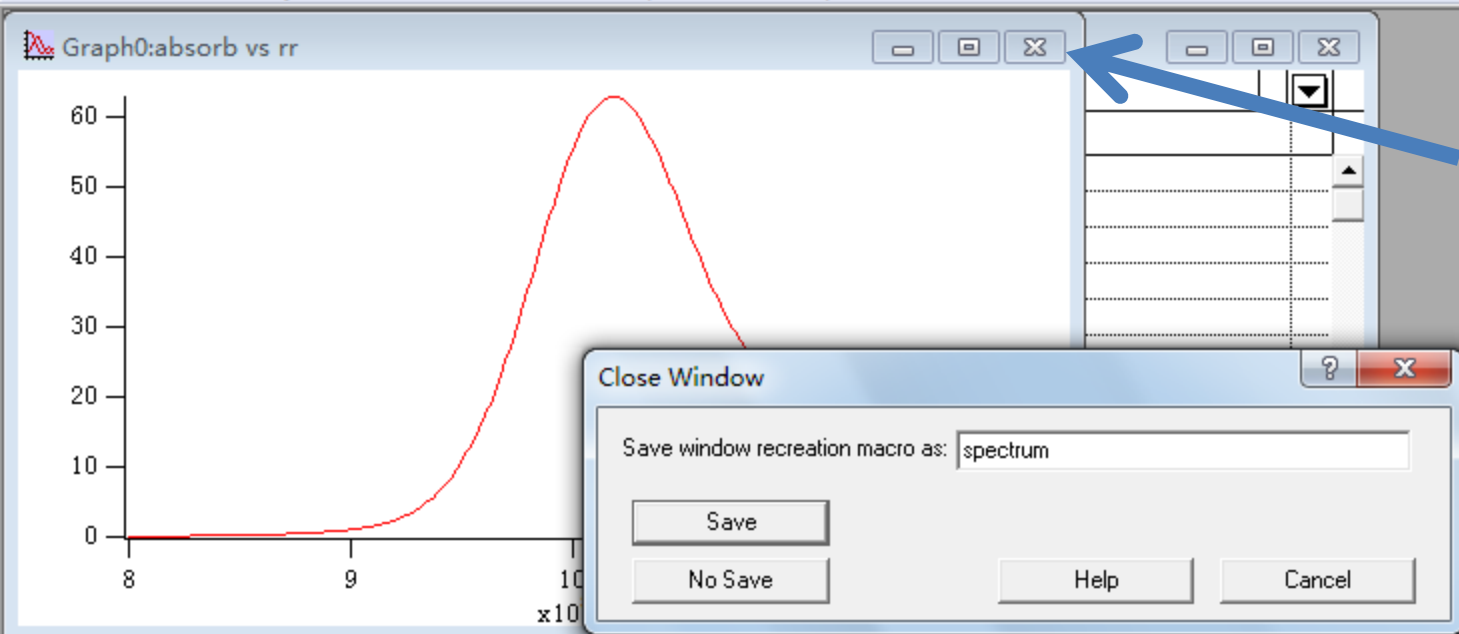 Graph0:absorb vs rr
60
50
40
30
20
10
0
8
9
10
x10
Close Window
Save window recreation macro as: spectrum
Save
No Save
Help
Cancel